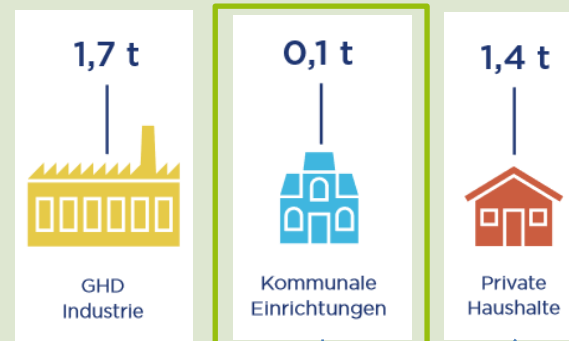 1,7 t
GHD
Industrie
0,1 t
Kommunale
Einrichtungen
1,4 t
Private
Haushalte